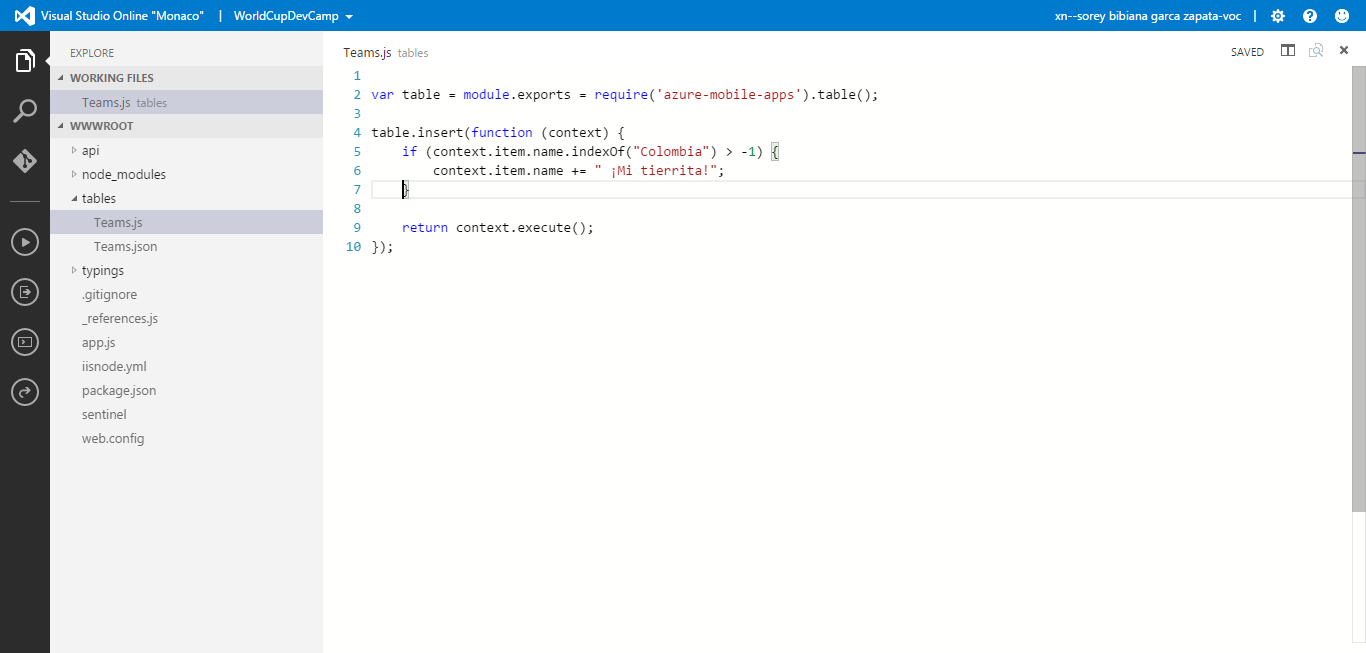 Visual Studio Online "Monaco" | WorldCupDevCamp
xn--sorey bibiana garca zapata-voc |
EXPLORE
WORKING FILES
Teams.js tables
WWWROOT
api
node_modules
tables
Teams.js
Teams.json
typings
.gitignore
_references.js
app.js
iisnode.yml
package.json
sentinel
web.config
Teams.js tables
SAVED
1
2 var table = module.exports = require('azure-mobile-apps').table();
3
4 table.insert(function (context) {
5     if (context.item.name.indexOf("Colombia") > -1) {
6         context.item.name += " ¡Mi tierrita!";
7     }
8
9     return context.execute();
10 });